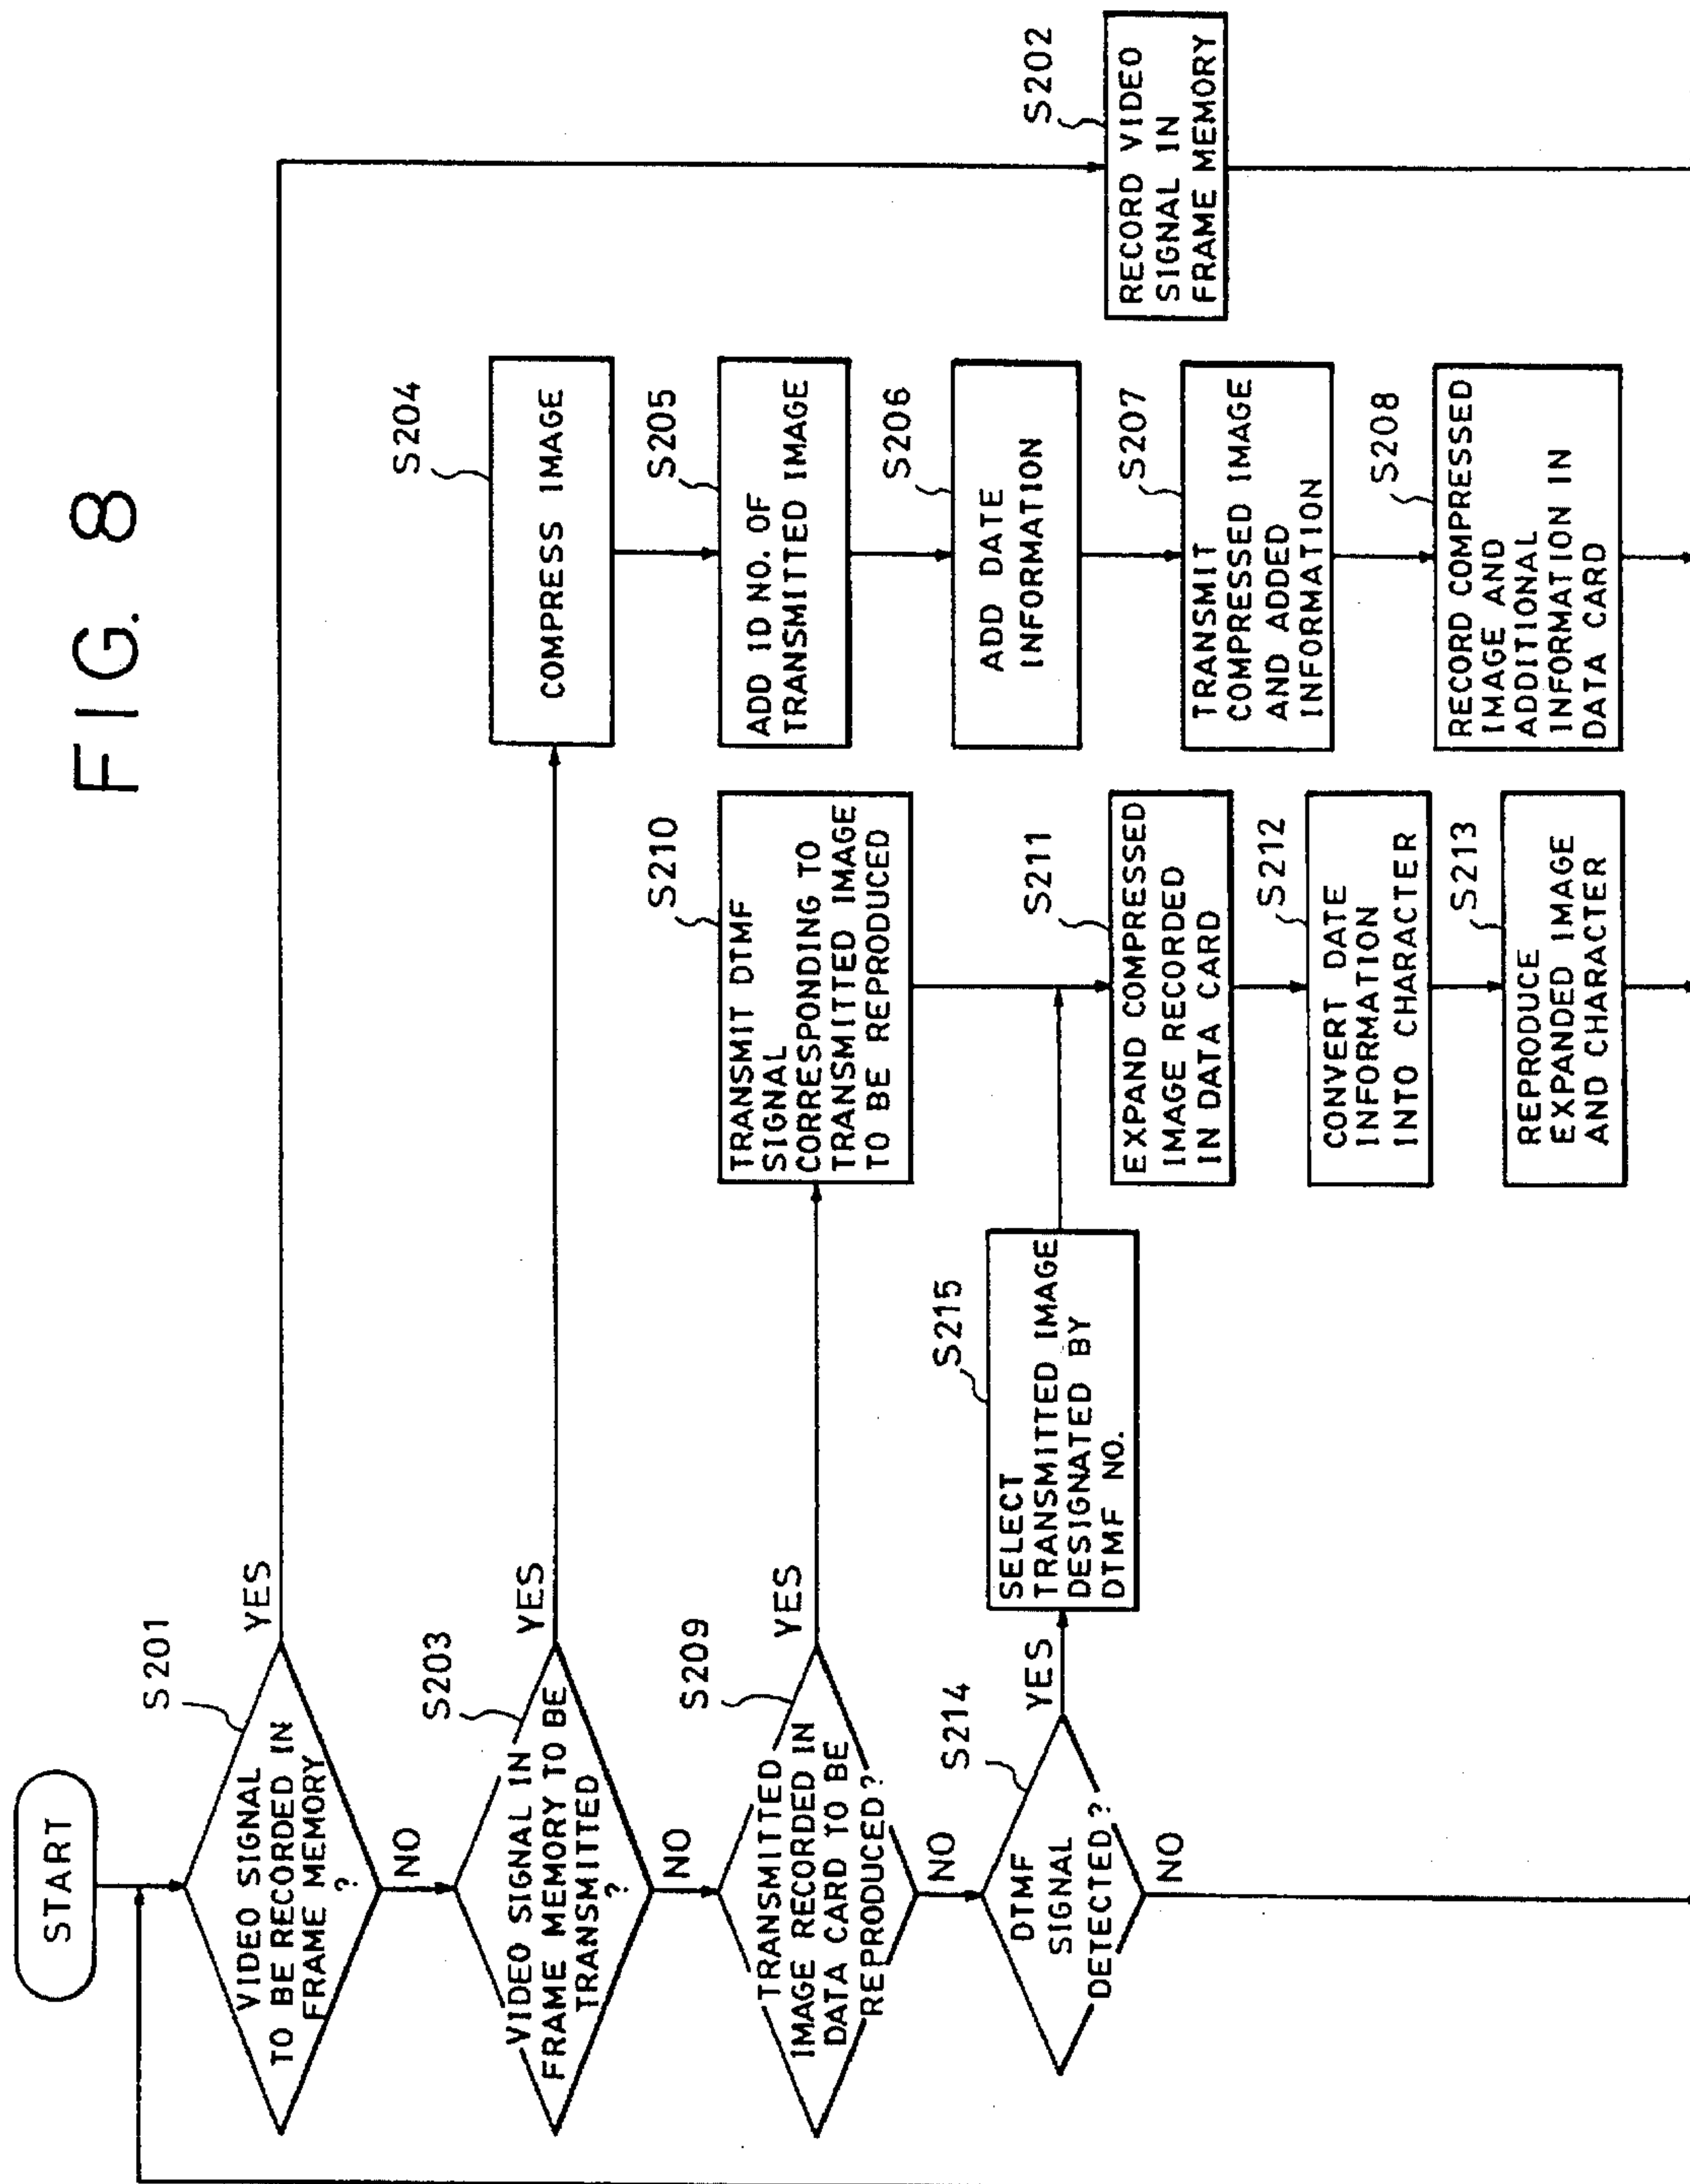 FIG. 8
START
S201
VIDEO SIGNAL
TO BE RECORDED IN
FRAME MEMORY
?
YES
NO
S202
RECORD VIDEO
SIGNAL IN
FRAME MEMORY
S203
VIDEO SIGNAL IN
FRAME MEMORY TO BE
TRANSMITTED
?
YES
NO
S204
COMPRESS IMAGE
S205
ADD ID NO. OF
TRANSMITTED IMAGE
S206
ADD DATE
INFORMATION
S207
TRANSMIT
COMPRESSED IMAGE
AND ADDED
INFORMATION
S208
RECORD COMPRESSED
IMAGE AND
ADDITIONAL
INFORMATION IN
DATA CARD
S209
TRANSMITTED
IMAGE RECORDED IN
DATA CARD TO BE
REPRODUCED?
YES
NO
S210
TRANSMIT DTMF
SIGNAL
CORRESPONDING TO
TRANSMITTED IMAGE
TO BE REPRODUCED
S211
EXPAND COMPRESSED
IMAGE RECORDED
IN DATA CARD
S212
CONVERT DATE
INFORMATION
INTO CHARACTER
S213
REPRODUCE
EXPANDED IMAGE
AND CHARACTER
S214
DTMF
SIGNAL
DETECTED?
YES
NO
S215
SELECT
TRANSMITTED IMAGE
DESIGNATED BY
DTMF NO.